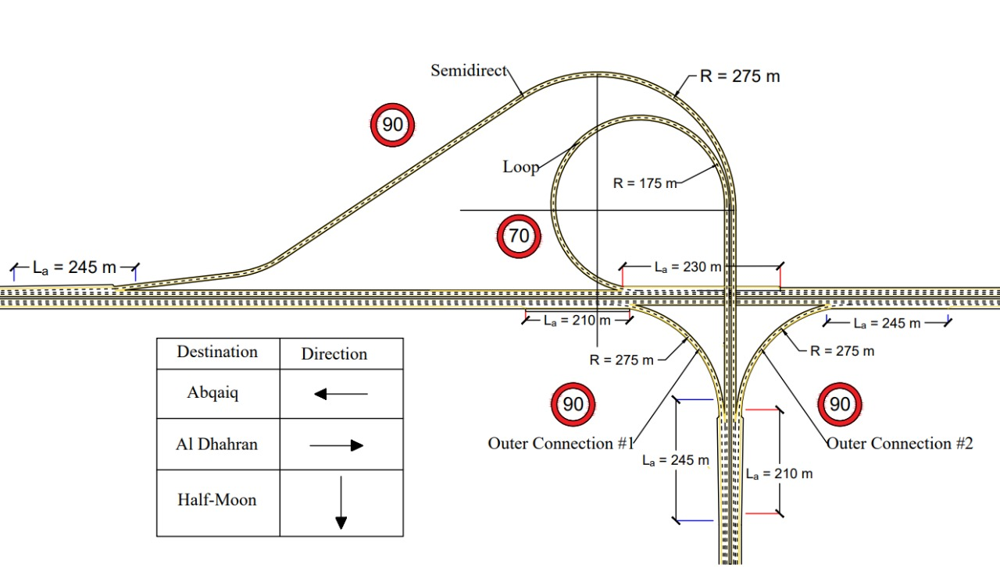 Semidirect
R = 275 m
90
Loop
R = 175 m
70
La = 245 m
La = 230 m
La = 210 m
La = 245 m
R = 275 m
R = 275 m
90
90
Outer Connection #1
Outer Connection #2
La = 245 m
La = 210 m
Destination Direction
Abqaiq
Al Dhahran
Half-Moon